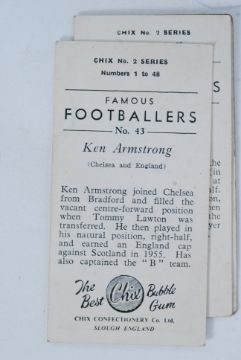 CHIX No. 2 SERIES
CHIX No. 2 SERIES
Numbers 1 to 48
FAMOUS
FOOTBALLERS
No. 43
Ken Armstrong
(Chelsea and England)
Ken Armstrong joined Chelsea
from Bradford and filled the
vacant centre-forward position
when Tommy Lawton was
transferred. He then played in
his natural position, right-half,
and earned an England cap
against Scotland in 1955. Has
also captained the "B" team.
The Best Chix Bubble Gum
CHIX CONFECTIONERY Co. Ltd.
SLOUGH ENGLAND